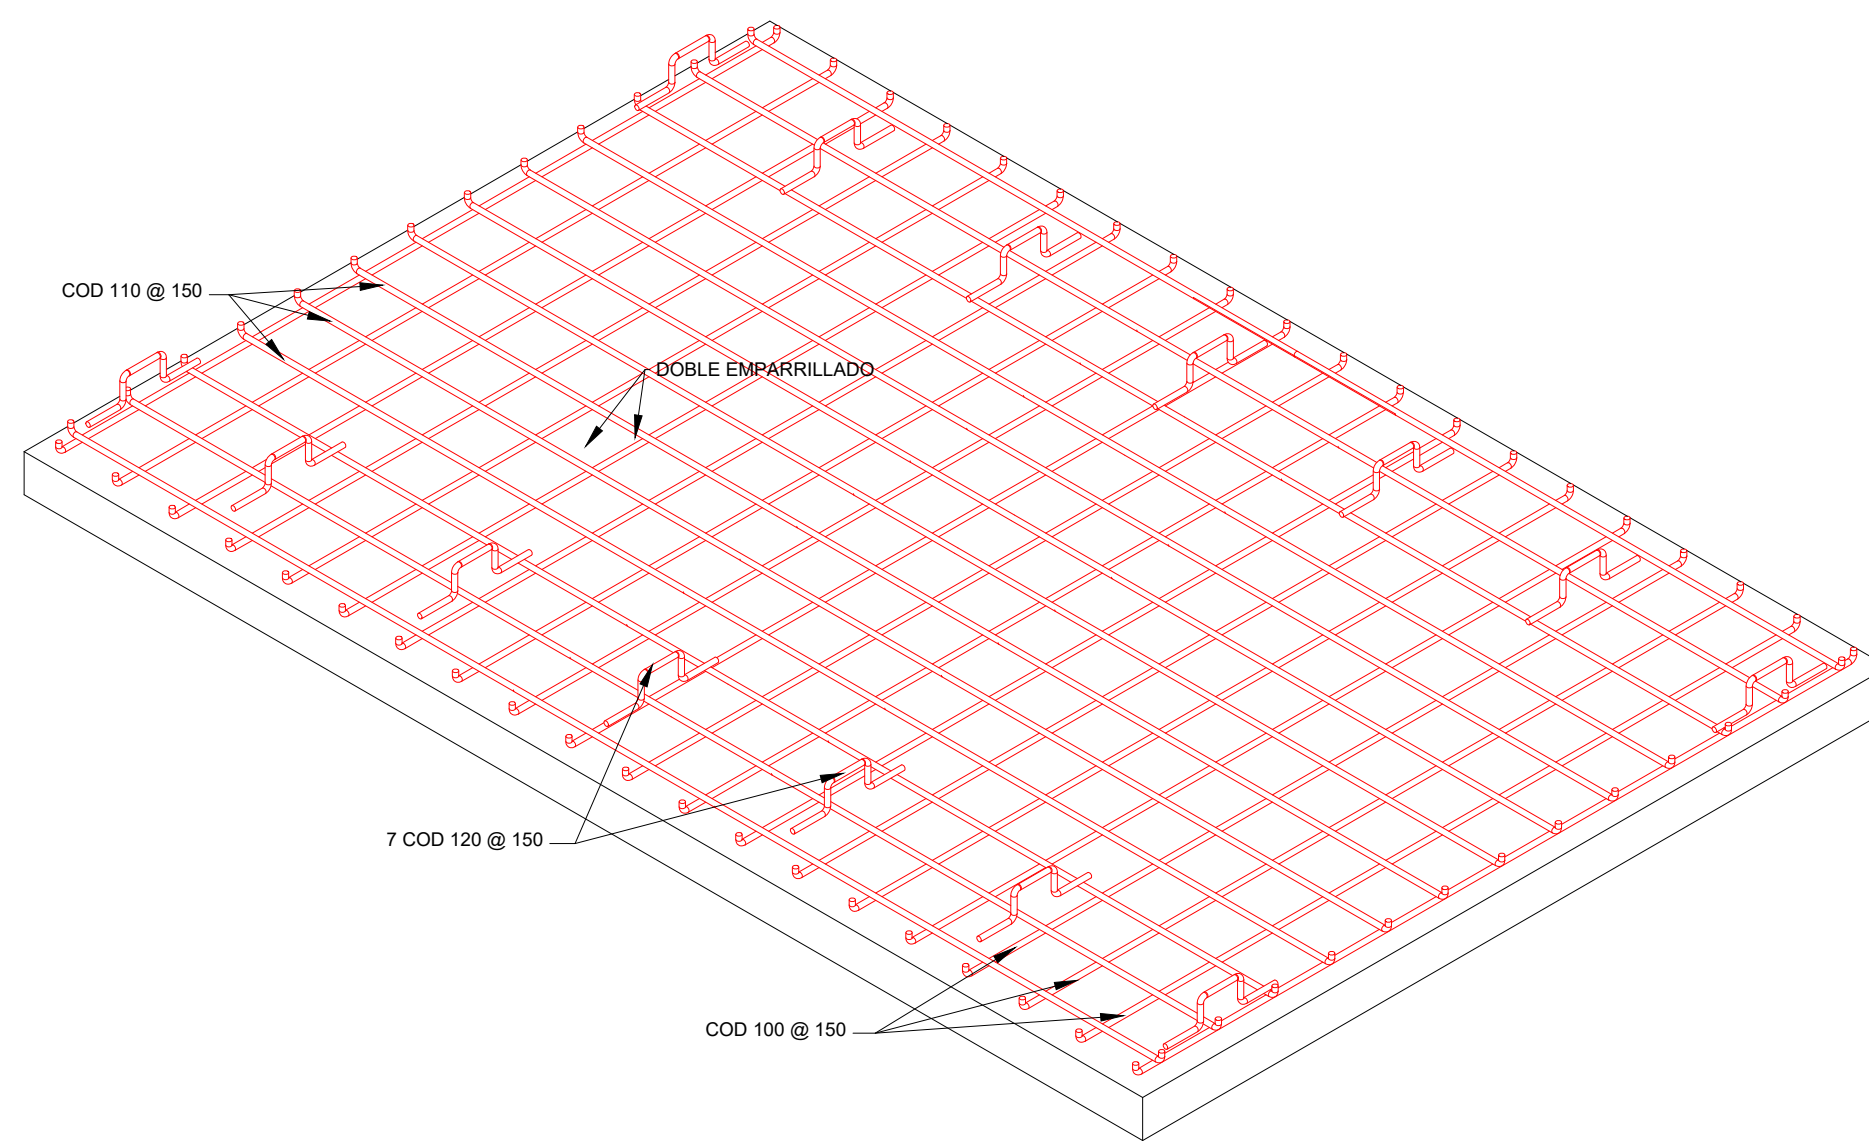 COD 110 @ 150
DOBLE EMPARRILLADO
7 COD 120 @ 150
COD 100 @ 150